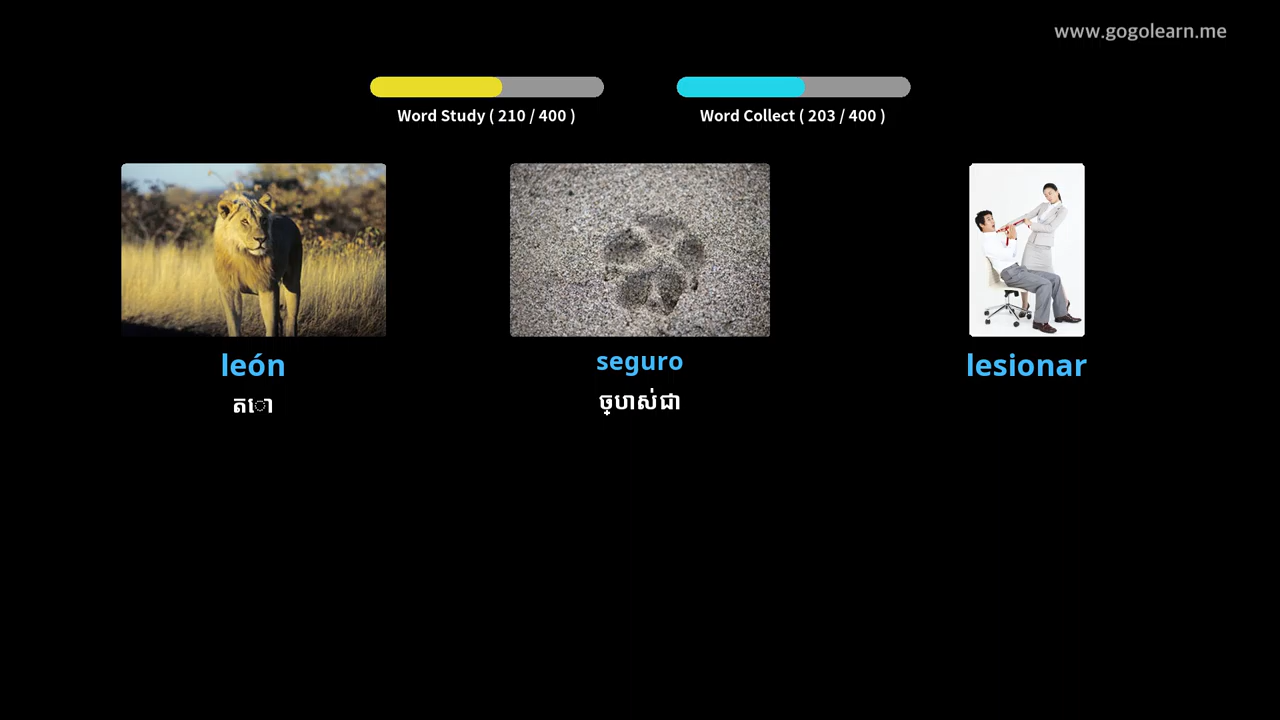 www.gogolearn.me
Word Study ( 210 / 400 )
Word Collect ( 203 / 400 )
león
seguro
lesionar
តោ
ច្បាស់ជា